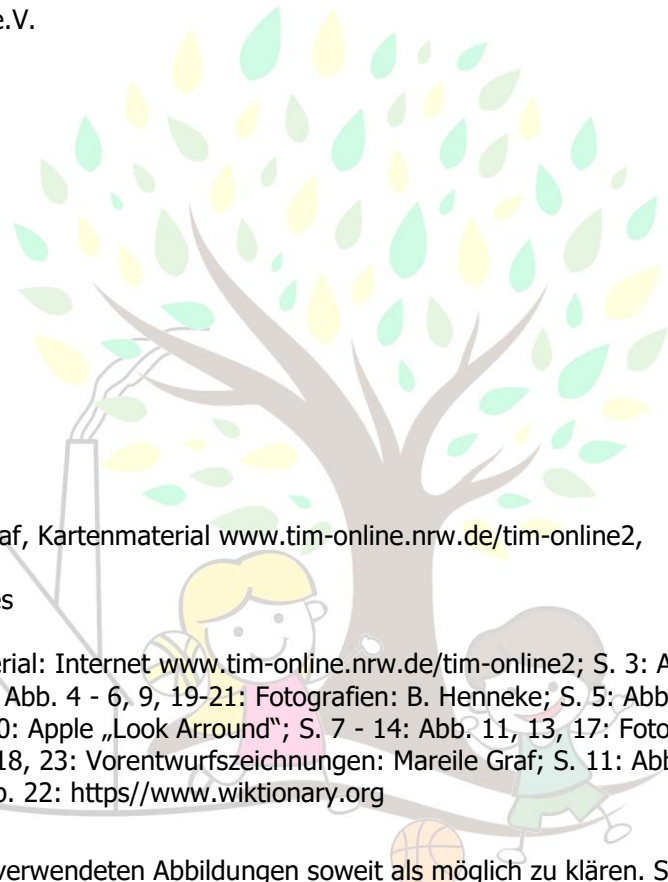 e.V.
af, Kartenmaterial www.tim-online.nrw.de/tim-online2,
es
erial: Internet www.tim-online.nrw.de/tim-online2; S. 3: A
Abb. 4 - 6, 9, 19-21: Fotografien: B. Henneke; S. 5: Abb
0: Apple „Look Arround“; S. 7 - 14: Abb. 11, 13, 17: Foto
18, 23: Vorentwurfszeichnungen: Mareile Graf; S. 11: Abb
b. 22: https//www.wiktionary.org
verwendeten Abbildungen soweit als möglich zu klären. S